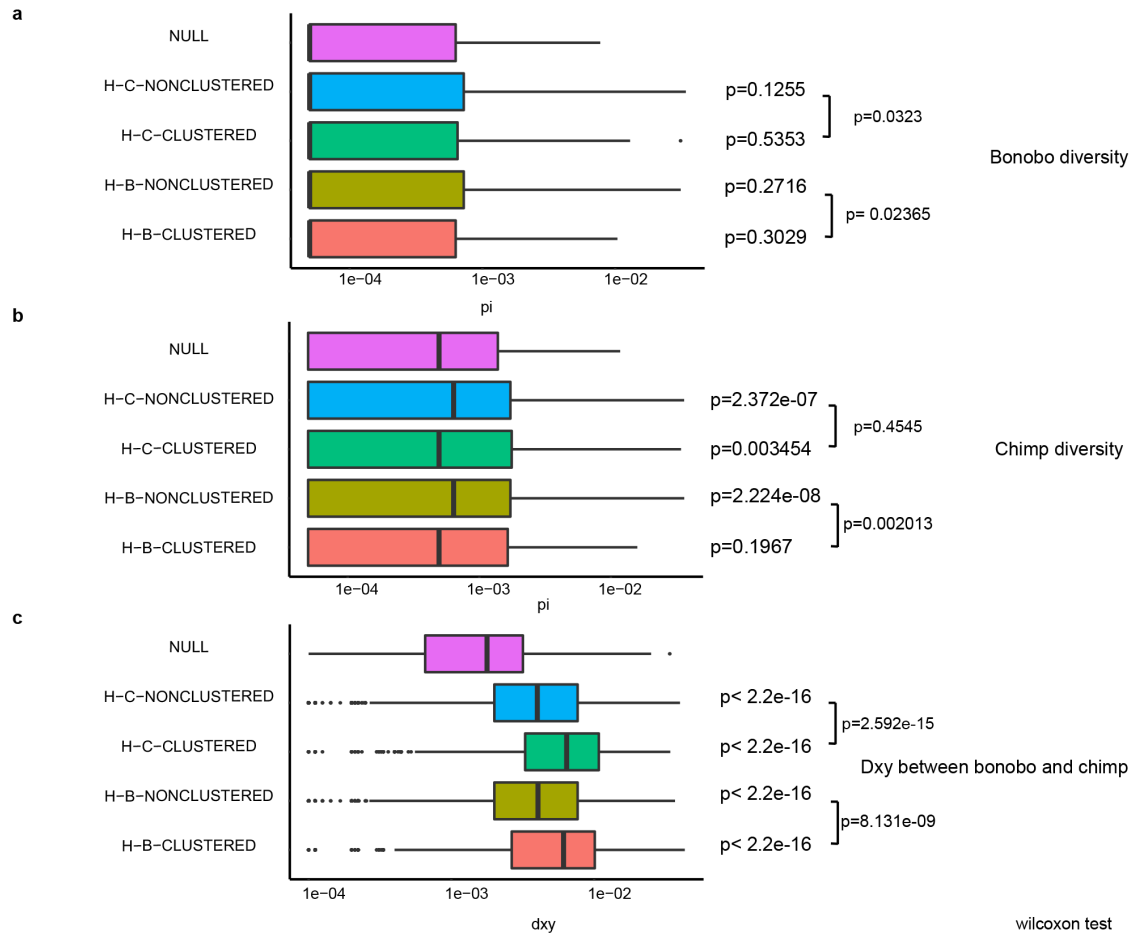 a
NULL
H−C−NONCLUSTERED
p=0.1255
p=0.0323
H−C−CLUSTERED
p=0.5353
Bonobo diversity
H−B−NONCLUSTERED
p=0.2716
p= 0.02365
H−B−CLUSTERED
p=0.3029
1e−04 1e−03 1e−02
pi
b
NULL
H−C−NONCLUSTERED
p=2.372e-07
p=0.4545
H−C−CLUSTERED
p=0.003454
Chimp diversity
H−B−NONCLUSTERED
p=2.224e-08
p=0.002013
H−B−CLUSTERED
p=0.1967
1e−04 1e−03 1e−02
pi
c
NULL
H−C−NONCLUSTERED
p< 2.2e-16
p=2.592e-15
H−C−CLUSTERED
p< 2.2e-16
Dxy between bonobo and chimp
H−B−NONCLUSTERED
p< 2.2e-16
p=8.131e-09
H−B−CLUSTERED
p< 2.2e-16
1e−04 1e−03 1e−02
dxy
wilcoxon test